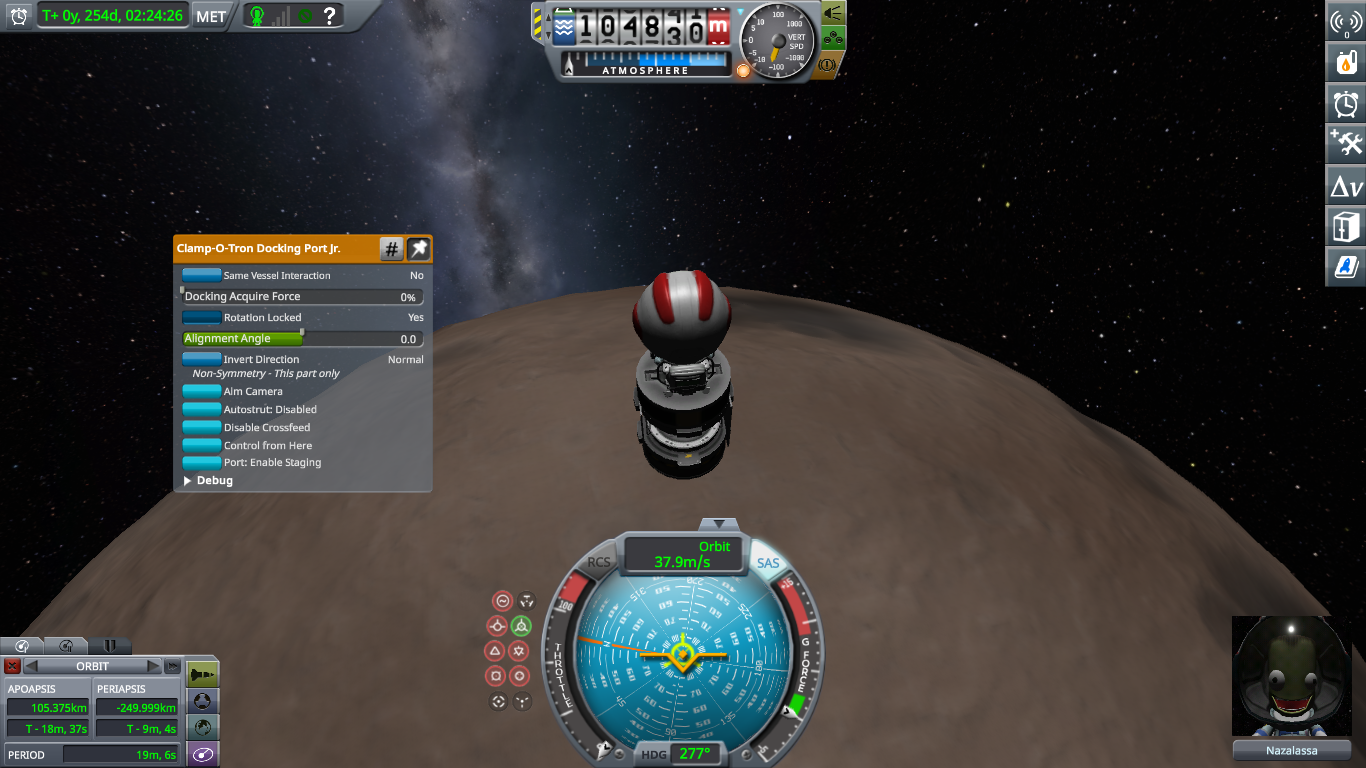 T+ 0y, 254d, 02:24:26 MET ?
104830 m
ATMOSPHERE
VERT
SPD
Clamp-O-Tron Docking Port Jr. #
Same Vessel Interaction No
Docking Acquire Force 0%
Rotation Locked Yes
Alignment Angle 0.0
Invert Direction Normal
Non-Symmetry - This part only
Aim Camera
Autostrut: Disabled
Disable Crossfeed
Control from Here
Port: Enable Staging
Debug
Δv
Orbit
37.9m/s
RCS
SAS
THROTTLE
G FORCE
HDG 277°
ORBIT
APOAPSIS PERIAPSIS
105.375km -249.999km
T - 18m, 37s T - 9m, 4s
PERIOD 19m, 6s
Nazalassa